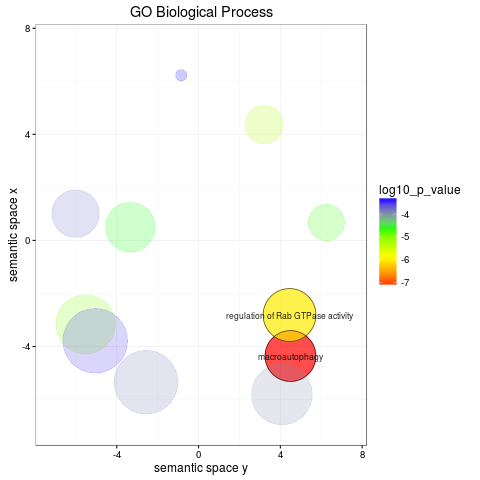 GO Biological Process
8
4
0
-4
semantic space x
regulation of Rab GTPase activity
macroautophagy
-4
0
4
8
semantic space y
log10_p_value
-4
-5
-6
-7